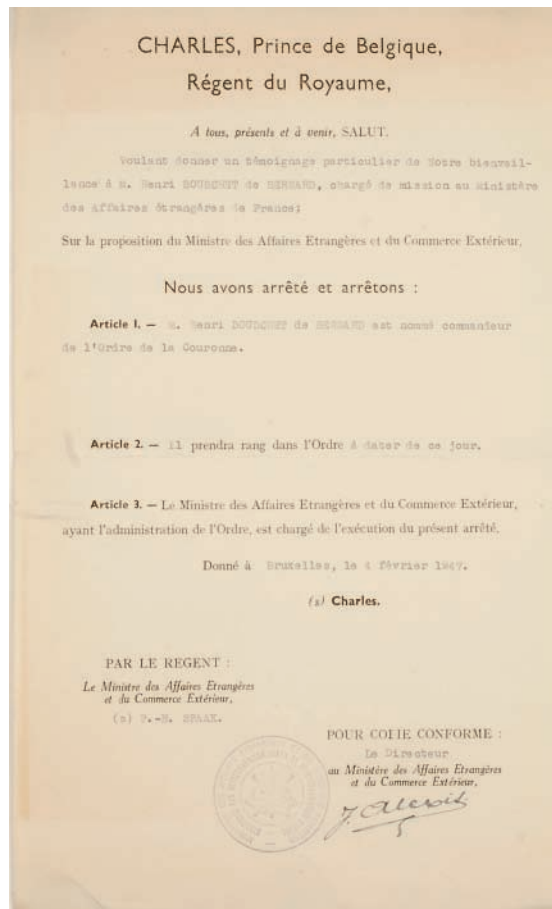 CHARLES, Prince de Belgique,
Régent du Royaume,
A tous, présents et à venir, SALUT.
Voulant donner un témoignage particulier de Notre bienveil-
lance à M. Henri de chargé de mission au Ministère
des Affaires étrangères de France;
Sur la proposition du Ministre des Affaires Etrangères et du Commerce Extérieur,
Nous avons arrêté et arrêtons :
Article 1. — M. Henri de est nommé commandeur
de l'Ordre de la Couronne.
Article 2. — Il prendra rang dans l'Ordre à dater de ce jour.
Article 3. — Le Ministre des Affaires Etrangères et du Commerce Extérieur,
ayant l'administration de l'Ordre, est chargé de l'exécution du présent arrêté.
Donné à Bruxelles, le 4 février 1947.
(s) Charles.
PAR LE REGENT :
Le Ministre des Affaires Etrangères
et du Commerce Extérieur,
(s) P.-H. SPAAK.
POUR COPIE CONFORME :
Le Directeur
au Ministère des Affaires Etrangères
et du Commerce Extérieur,